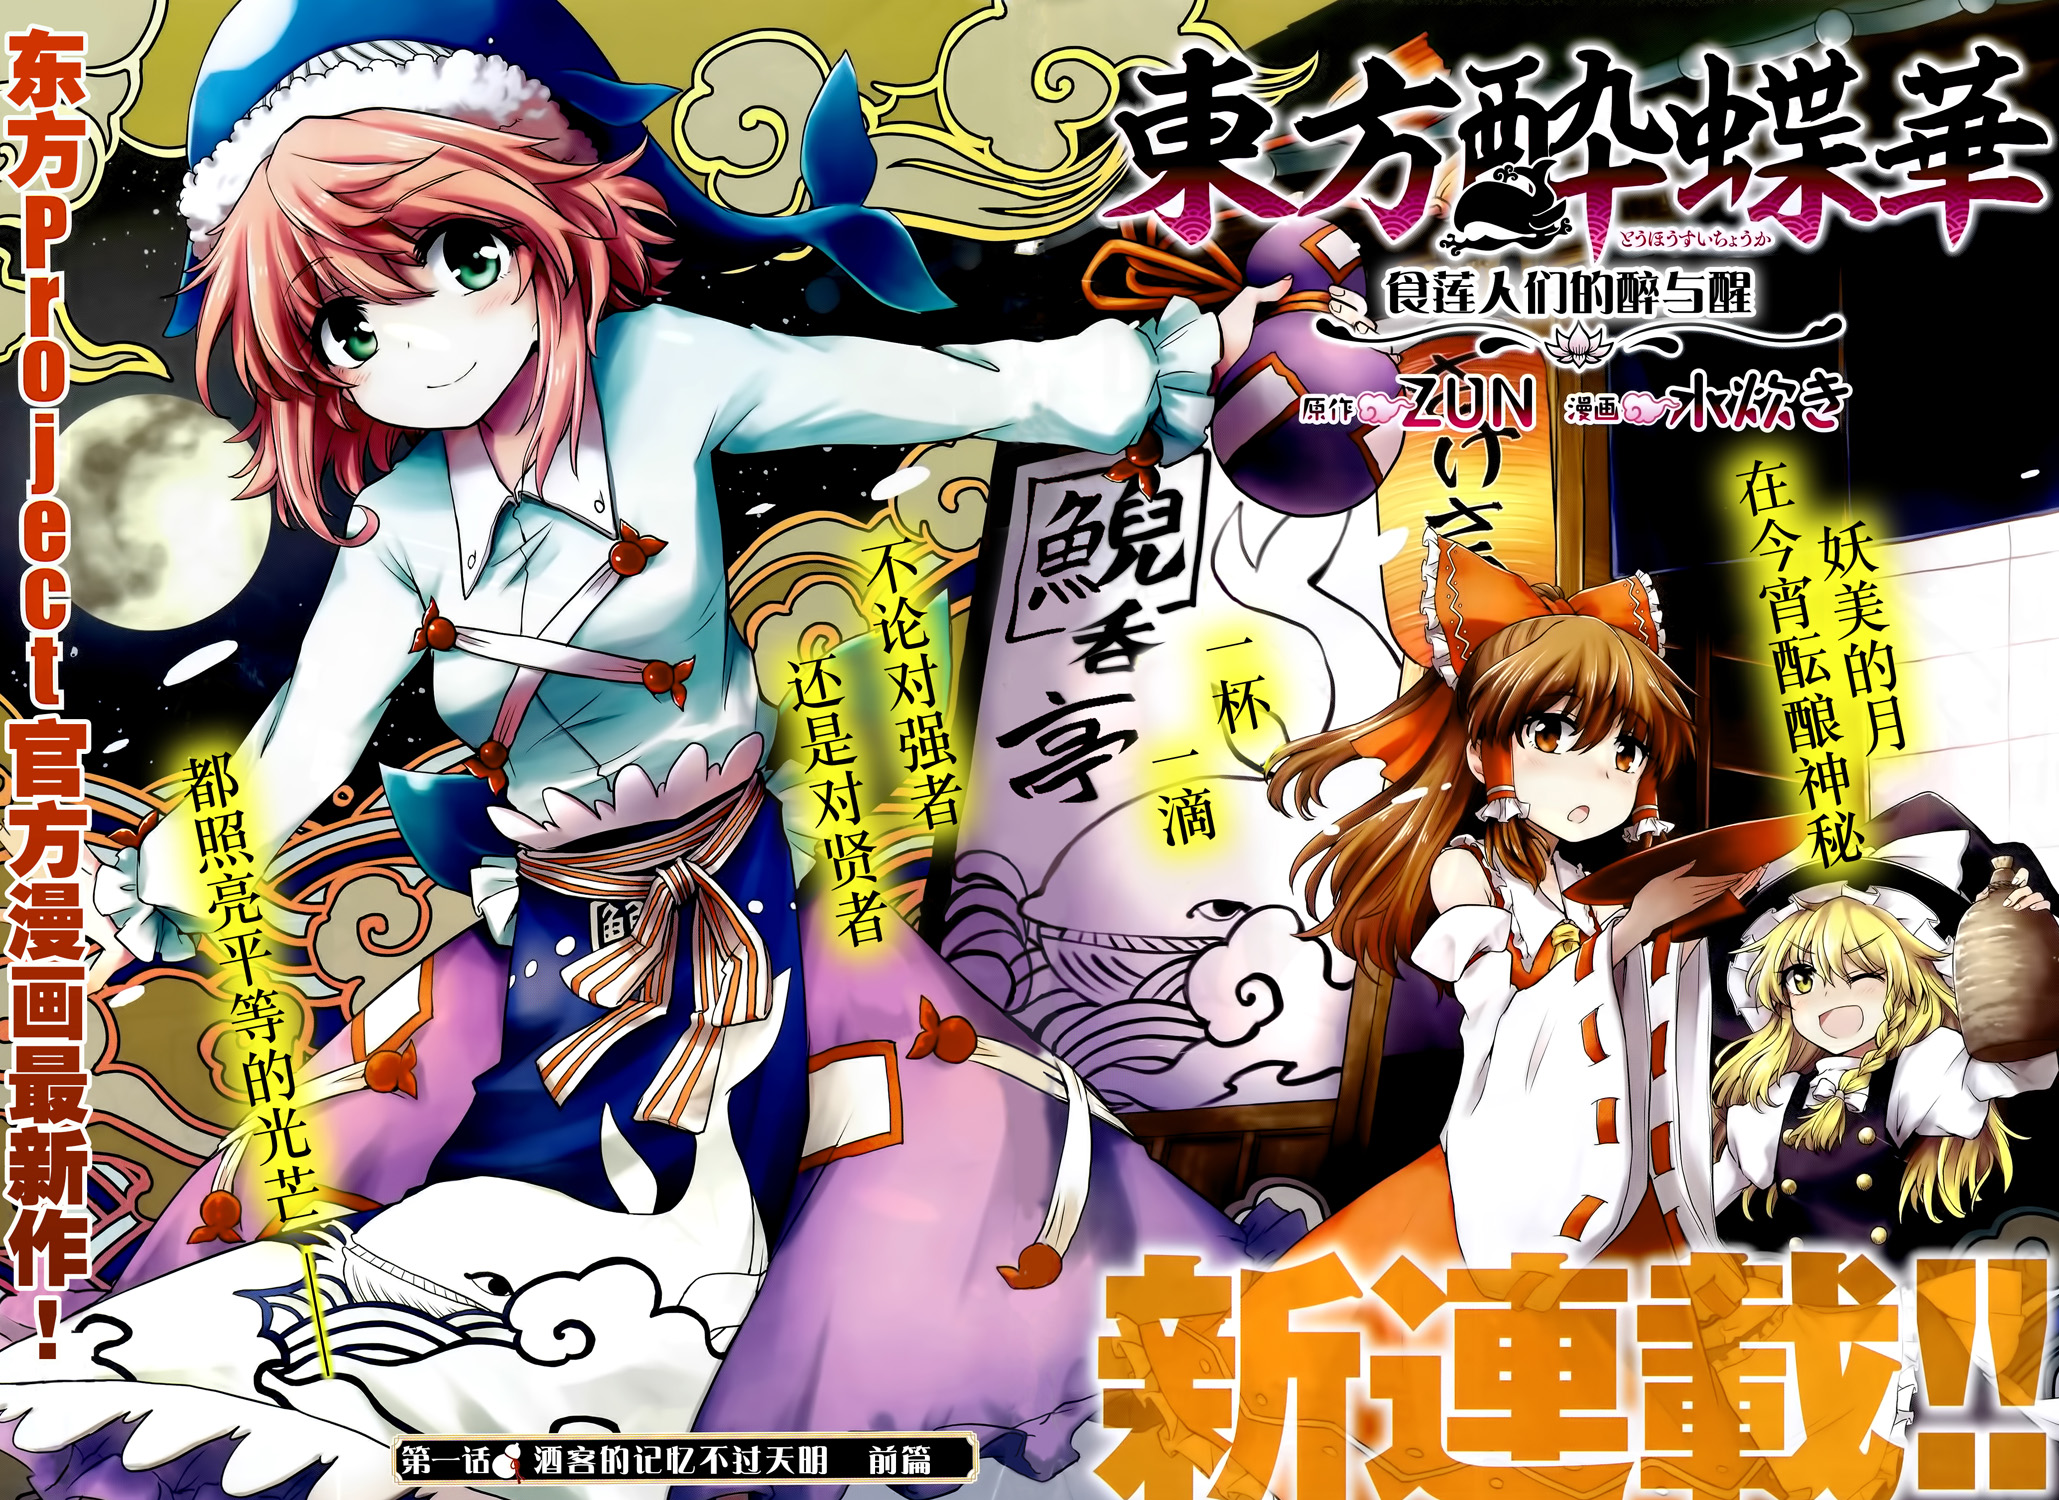 東方酔蝶華
とうほうすいちょうか
食莲人们的醉与醒
原作 ZUN 漫画 水炊き
妖美的月
在今宵酝酿神秘
一杯
一滴
不论对强者
还是对贤者
都照亮平等的光芒——
鯢呑亭
东方Project官方漫画最新作！
新連載!!
第一话 酒客的记忆不过天明 前篇